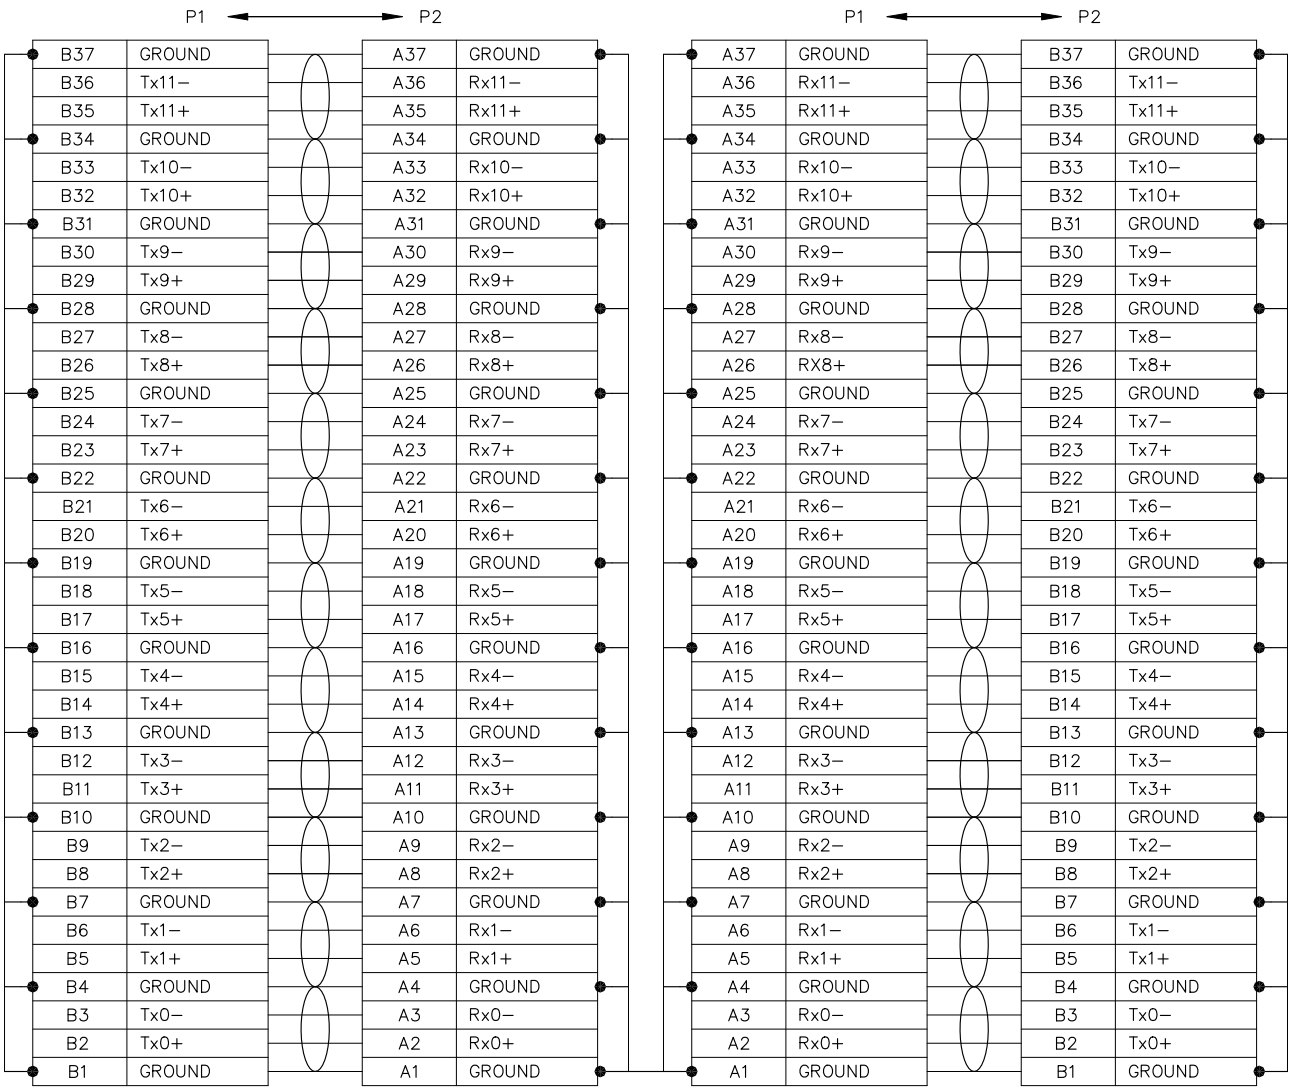 P1 P2 P1 P2
B37 GROUND A37 GROUND A37 GROUND B37 GROUND
B36 Tx11− A36 Rx11− A36 Rx11− B36 Tx11−
B35 Tx11+ A35 Rx11+ A35 Rx11+ B35 Tx11+
B34 GROUND A34 GROUND A34 GROUND B34 GROUND
B33 Tx10− A33 Rx10− A33 Rx10− B33 Tx10−
B32 Tx10+ A32 Rx10+ A32 Rx10+ B32 Tx10+
B31 GROUND A31 GROUND A31 GROUND B31 GROUND
B30 Tx9− A30 Rx9− A30 Rx9− B30 Tx9−
B29 Tx9+ A29 Rx9+ A29 Rx9+ B29 Tx9+
B28 GROUND A28 GROUND A28 GROUND B28 GROUND
B27 Tx8− A27 Rx8− A27 Rx8− B27 Tx8−
B26 Tx8+ A26 Rx8+ A26 RX8+ B26 Tx8+
B25 GROUND A25 GROUND A25 GROUND B25 GROUND
B24 Tx7− A24 Rx7− A24 Rx7− B24 Tx7−
B23 Tx7+ A23 Rx7+ A23 Rx7+ B23 Tx7+
B22 GROUND A22 GROUND A22 GROUND B22 GROUND
B21 Tx6− A21 Rx6− A21 Rx6− B21 Tx6−
B20 Tx6+ A20 Rx6+ A20 Rx6+ B20 Tx6+
B19 GROUND A19 GROUND A19 GROUND B19 GROUND
B18 Tx5− A18 Rx5− A18 Rx5− B18 Tx5−
B17 Tx5+ A17 Rx5+ A17 Rx5+ B17 Tx5+
B16 GROUND A16 GROUND A16 GROUND B16 GROUND
B15 Tx4− A15 Rx4− A15 Rx4− B15 Tx4−
B14 Tx4+ A14 Rx4+ A14 Rx4+ B14 Tx4+
B13 GROUND A13 GROUND A13 GROUND B13 GROUND
B12 Tx3− A12 Rx3− A12 Rx3− B12 Tx3−
B11 Tx3+ A11 Rx3+ A11 Rx3+ B11 Tx3+
B10 GROUND A10 GROUND A10 GROUND B10 GROUND
B9 Tx2− A9 Rx2− A9 Rx2− B9 Tx2−
B8 Tx2+ A8 Rx2+ A8 Rx2+ B8 Tx2+
B7 GROUND A7 GROUND A7 GROUND B7 GROUND
B6 Tx1− A6 Rx1− A6 Rx1− B6 Tx1−
B5 Tx1+ A5 Rx1+ A5 Rx1+ B5 Tx1+
B4 GROUND A4 GROUND A4 GROUND B4 GROUND
B3 Tx0− A3 Rx0− A3 Rx0− B3 Tx0−
B2 Tx0+ A2 Rx0+ A2 Rx0+ B2 Tx0+
B1 GROUND A1 GROUND A1 GROUND B1 GROUND